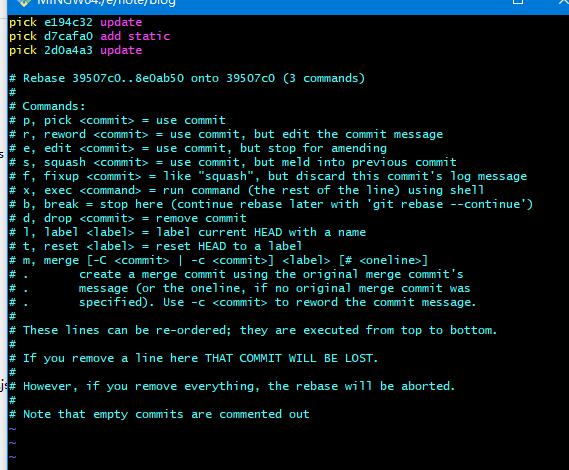 MINGW64:/e/note/blog
pick e194c32 update
pick d7cafa0 add static
pick 2d0a4a3 update
# Rebase 39507c0..8e0ab50 onto 39507c0 (3 commands)
#
# Commands:
# p, pick <commit> = use commit
# r, reword <commit> = use commit, but edit the commit message
# e, edit <commit> = use commit, but stop for amending
# s, squash <commit> = use commit, but meld into previous commit
# f, fixup <commit> = like "squash", but discard this commit's log message
# x, exec <command> = run command (the rest of the line) using shell
# b, break = stop here (continue rebase later with 'git rebase --continue')
# d, drop <commit> = remove commit
# l, label <label> = label current HEAD with a name
# t, reset <label> = reset HEAD to a label
# m, merge [-C <commit> | -c <commit>] <label> [# <oneline>]
# .       create a merge commit using the original merge commit's
# .       message (or the oneline, if no original merge commit was
# .       specified). Use -c <commit> to reword the commit message.
#
# These lines can be re-ordered; they are executed from top to bottom.
#
# If you remove a line here THAT COMMIT WILL BE LOST.
#
# However, if you remove everything, the rebase will be aborted.
#
# Note that empty commits are commented out
~
~
~